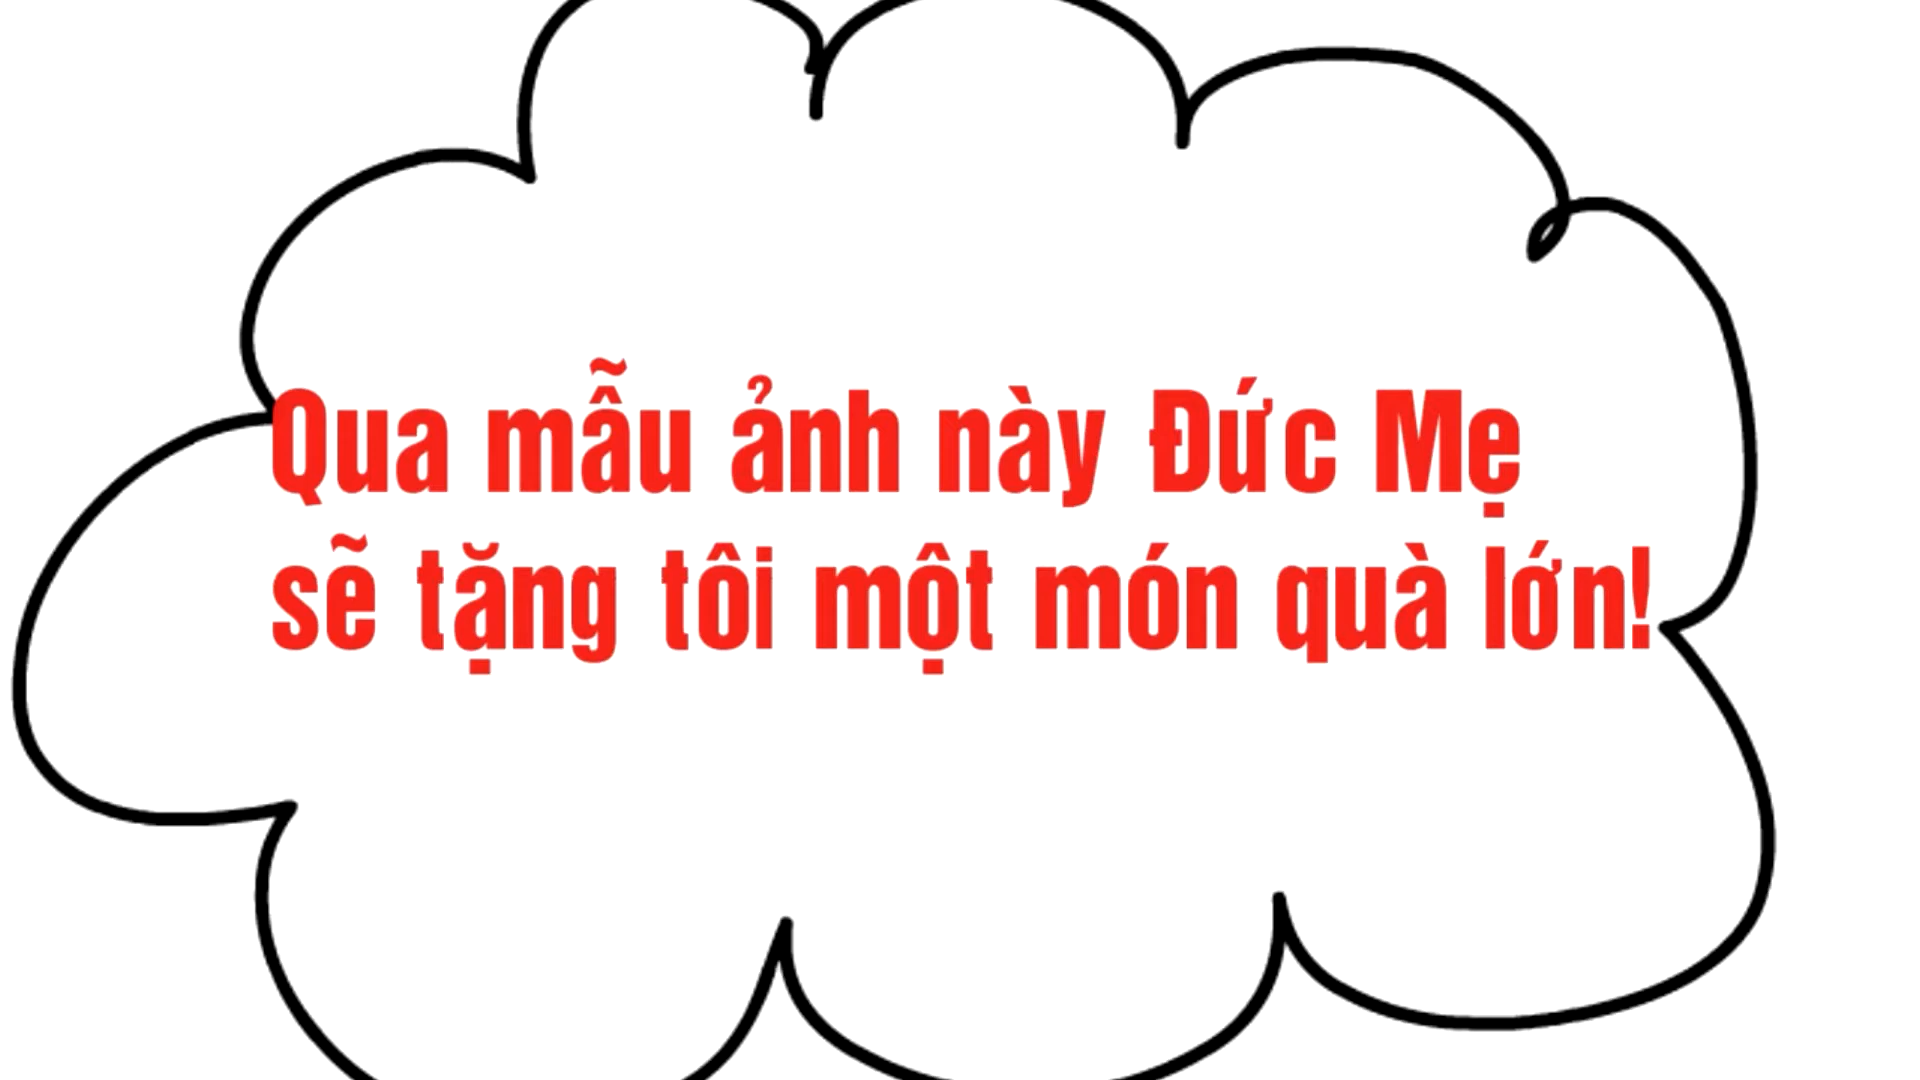 Qua mẫu ảnh này Đức Mẹ
sẽ tặng tôi một món quà lớn!